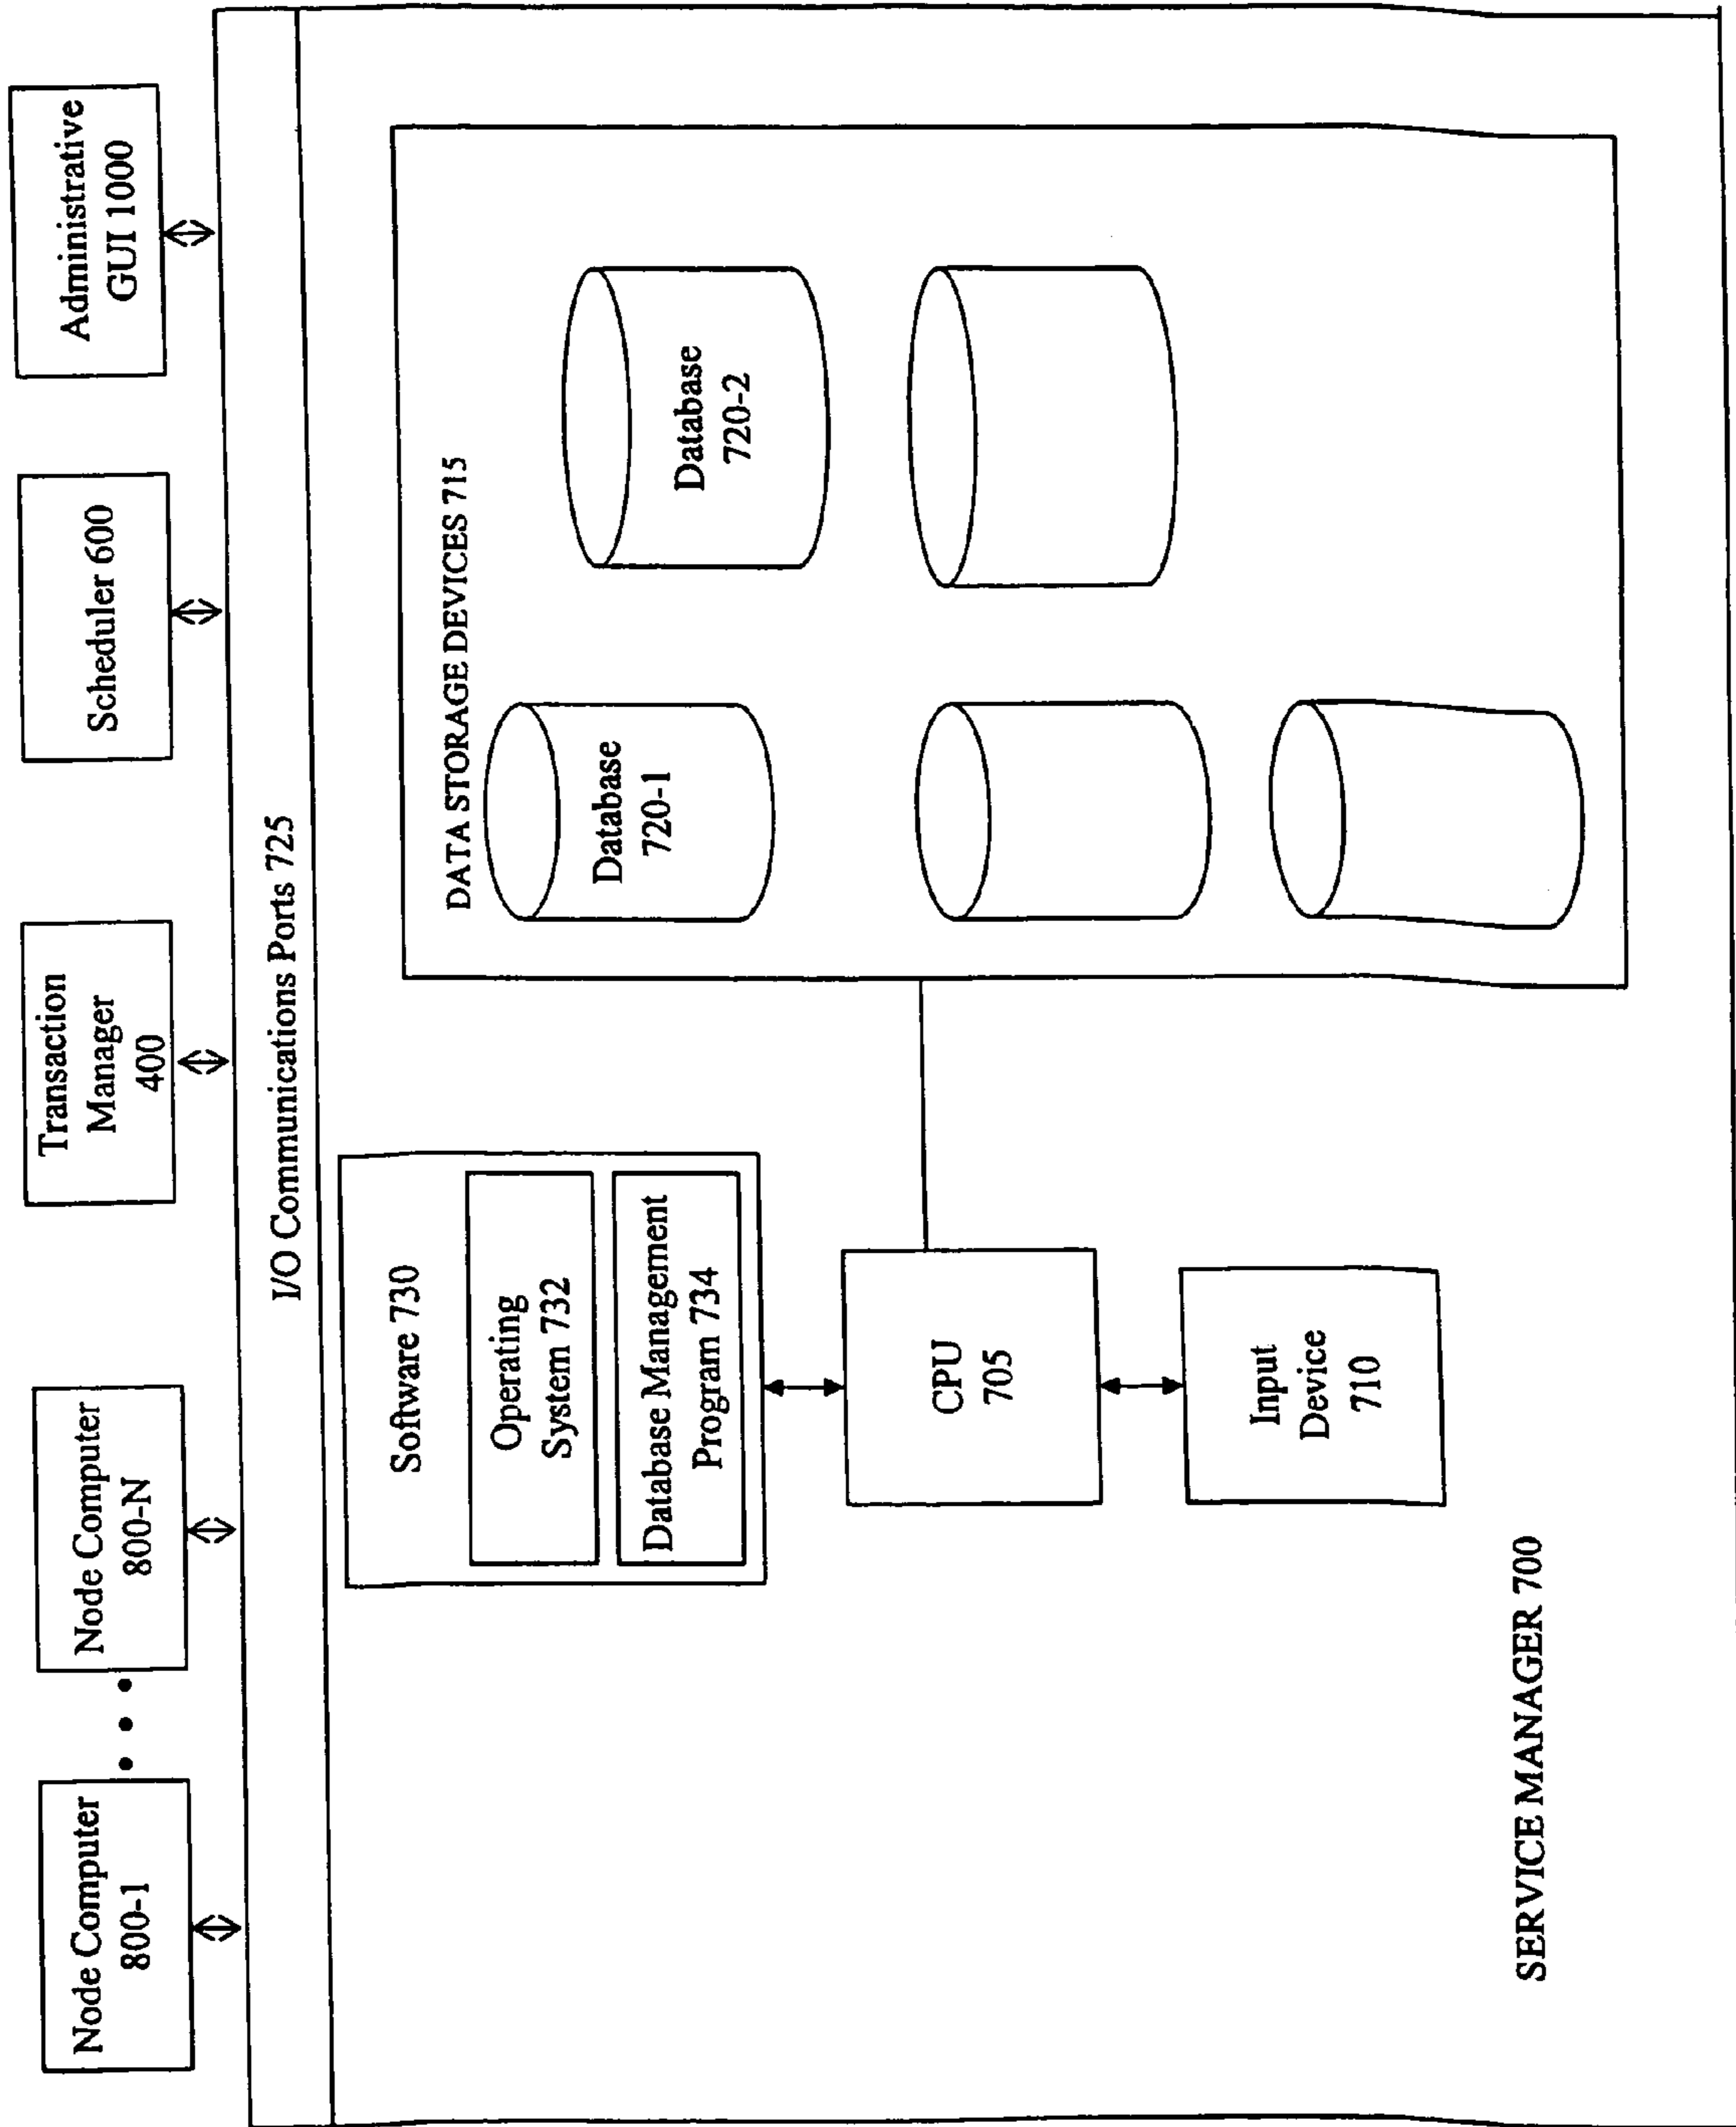 Node Computer
800-1
• • •
Node Computer
800-N
Transaction
Manager
400
Scheduler 600
Administrative
GUI 1000
I/O Communications Ports 725
Software 730
Operating
System 732
Database Management
Program 734
CPU
705
Input
Device
710
DATA STORAGE DEVICES 715
Database
720-1
Database
720-2
SERVICE MANAGER 700